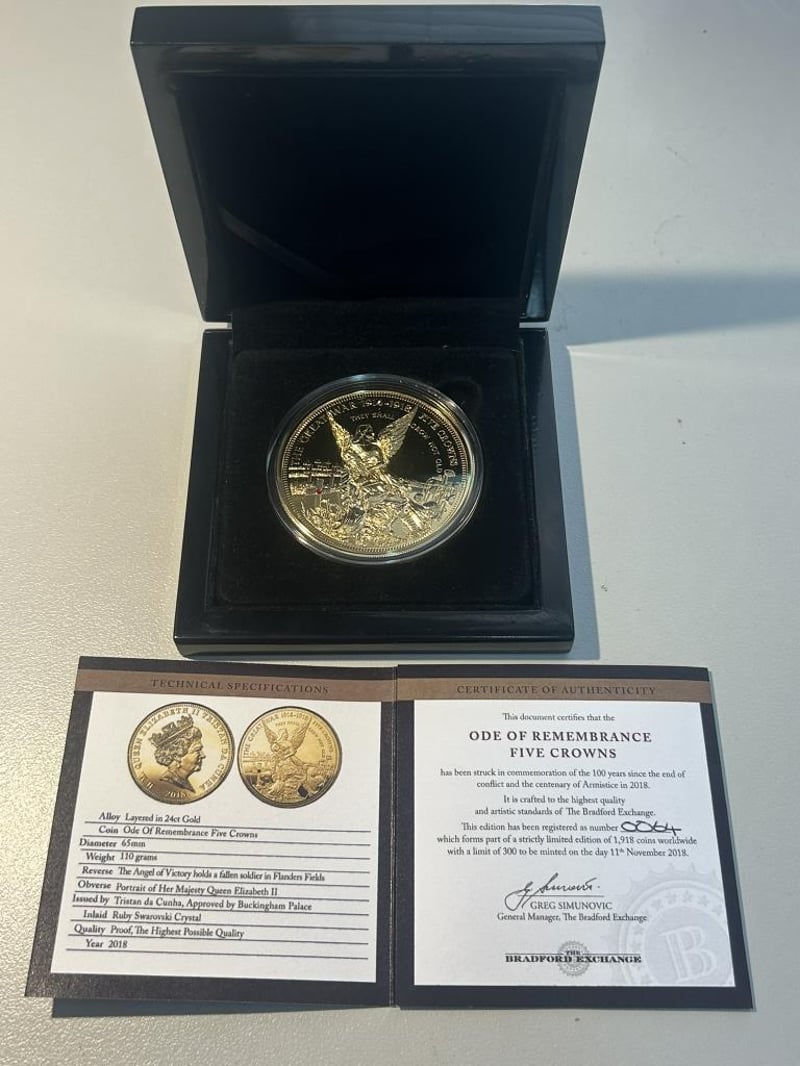 THE GREAT WAR 1914-1918 FIVE CROWNS
THEY SHALL GROW NOT OLD
TECHNICAL SPECIFICATIONS
QUEEN ELIZABETH II TRISTAN DA CUNHA
2018
THE GREAT WAR 1914-1918 FIVE CROWNS
THEY SHALL
Alloy Layered in 24ct Gold
Coin Ode Of Remembrance Five Crowns
Diameter 65mm
Weight 110 grams
Reverse The Angel of Victory holds a fallen soldier in Flanders Fields
Obverse Portrait of Her Majesty Queen Elizabeth II
Issued by Tristan da Cunha, Approved by Buckingham Palace
Inlaid Ruby Swarovski Crystal
Quality Proof, The Highest Possible Quality
Year 2018
CERTIFICATE OF AUTHENTICITY
This document certifies that the
ODE OF REMEMBRANCE
FIVE CROWNS
has been struck in commemoration of the 100 years since the end of
conflict and the centenary of Armistice in 2018.
It is crafted to the highest quality
and artistic standards of The Bradford Exchange.
This edition has been registered as number 0064
which forms part of a strictly limited edition of 1,918 coins worldwide
with a limit of 300 to be minted on the day 11th November 2018.
G Simunovic.
GREG SIMUNOVIC
General Manager, The Bradford Exchange
THE
BRADFORD EXCHANGE
B